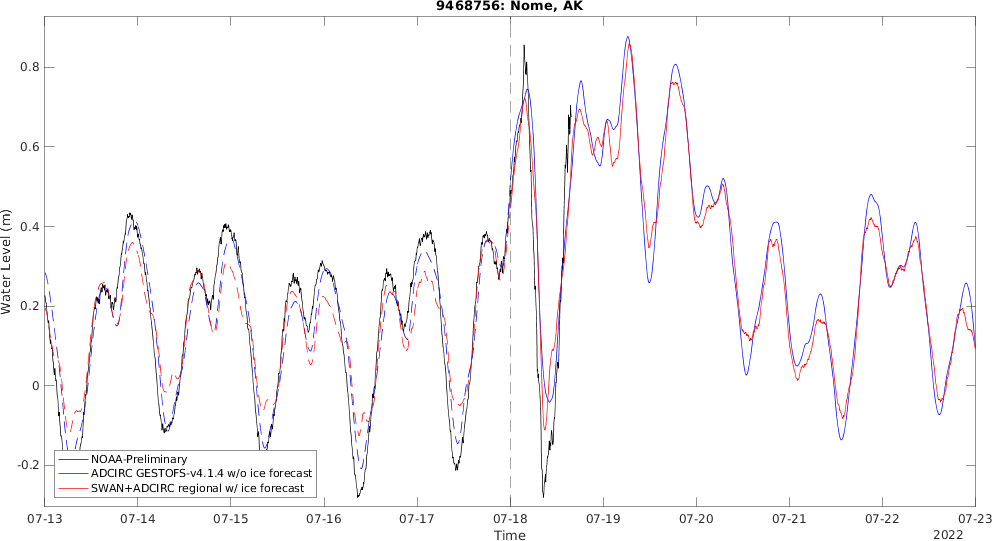 9468756: Nome, AK
Water Level (m)
0.8
0.6
0.4
0.2
0
-0.2
NOAA-Preliminary
ADCIRC GESTOFS-v4.1.4 w/o ice forecast
SWAN+ADCIRC regional w/ ice forecast
07-13 07-14 07-15 07-16 07-17 07-18 07-19 07-20 07-21 07-22 07-23
Time
2022